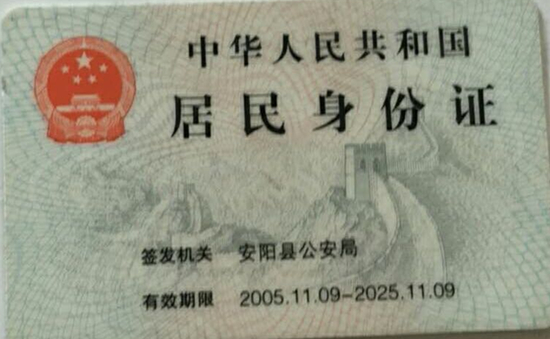 中华人民共和国
居民身份证
签发机关 安阳县公安局
有效期限 2005.11.09-2025.11.09